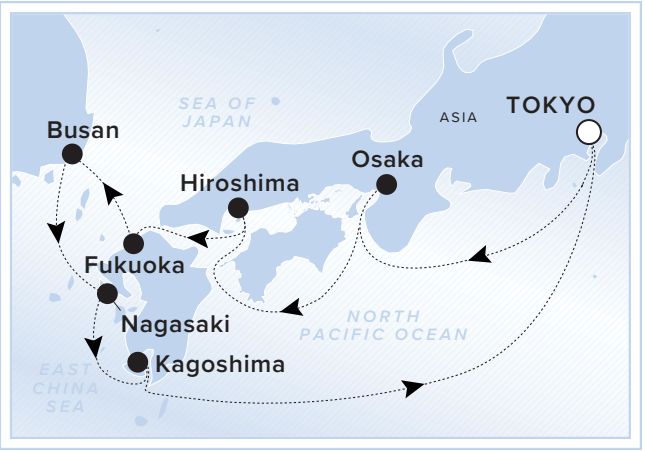 TOKYO
SEA OF
JAPAN
ASIA
Busan
Osaka
Hiroshima
Fukuoka
Nagasaki
NORTH
PACIFIC OCEAN
Kagoshima
EAST
CHINA
SEA